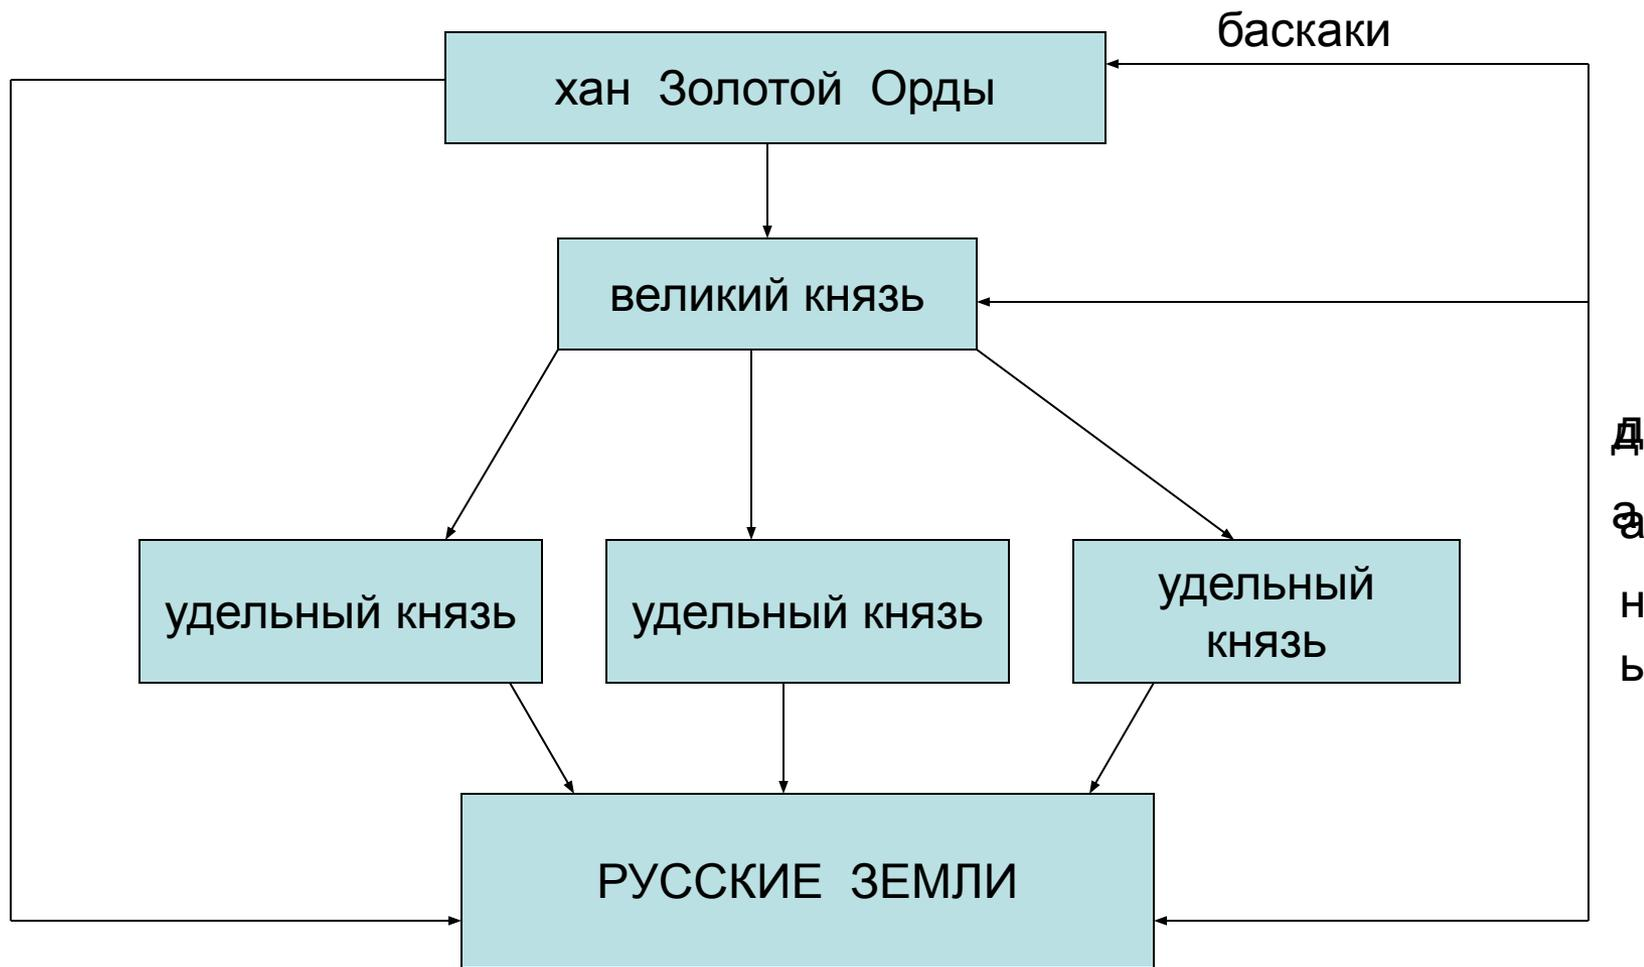 баскаки
хан Золотой Орды
великий князь
удельный князь
удельный князь
удельный
князь
д
а
н
ь
РУССКИЕ ЗЕМЛИ